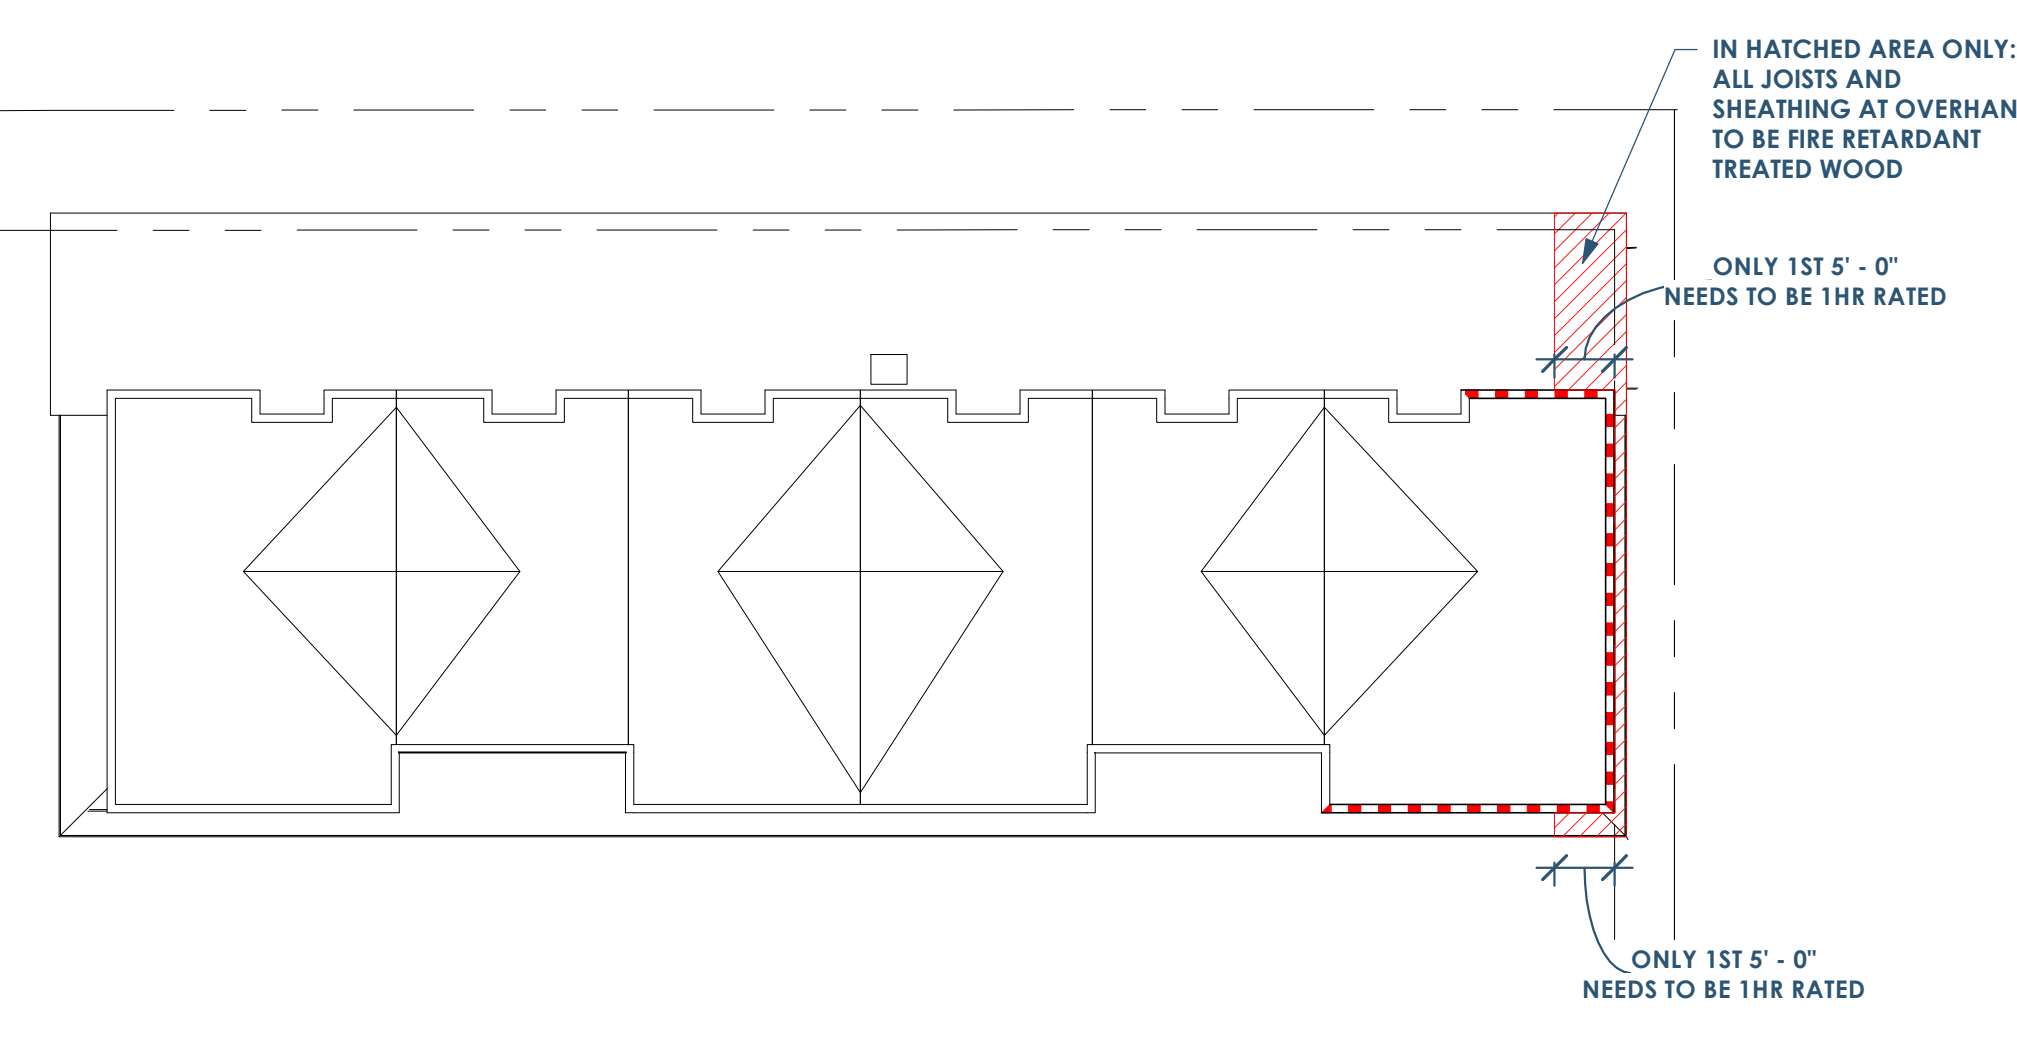 IN HATCHED AREA ONLY:
ALL JOISTS AND
SHEATHING AT OVERHAN
TO BE FIRE RETARDANT
TREATED WOOD
ONLY 1ST 5' - 0"
NEEDS TO BE 1HR RATED
ONLY 1ST 5' - 0"
NEEDS TO BE 1HR RATED